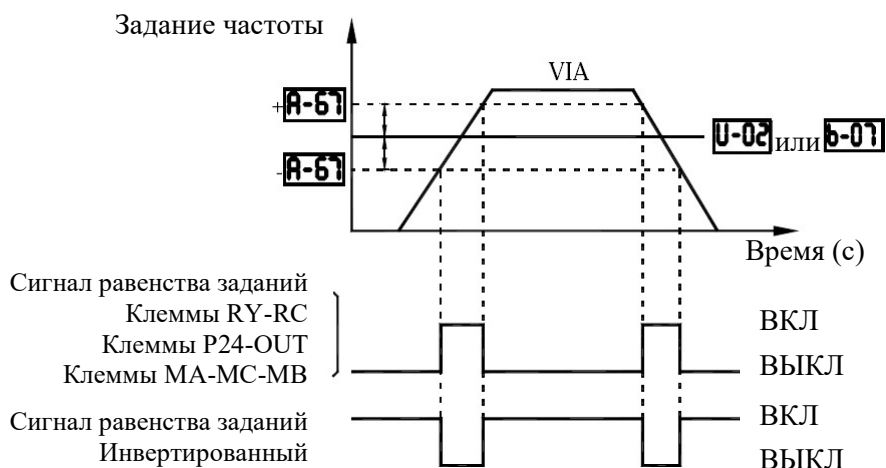 Задание частоты
VIA
+A-67
U-02 или b-07
-A-67
Время (с)
Сигнал равенства заданий
Клеммы RY-RC
Клеммы P24-OUT
Клеммы MA-MC-MB
ВКЛ
ВЫКЛ
Сигнал равенства заданий
Инвертированный
ВКЛ
ВЫКЛ